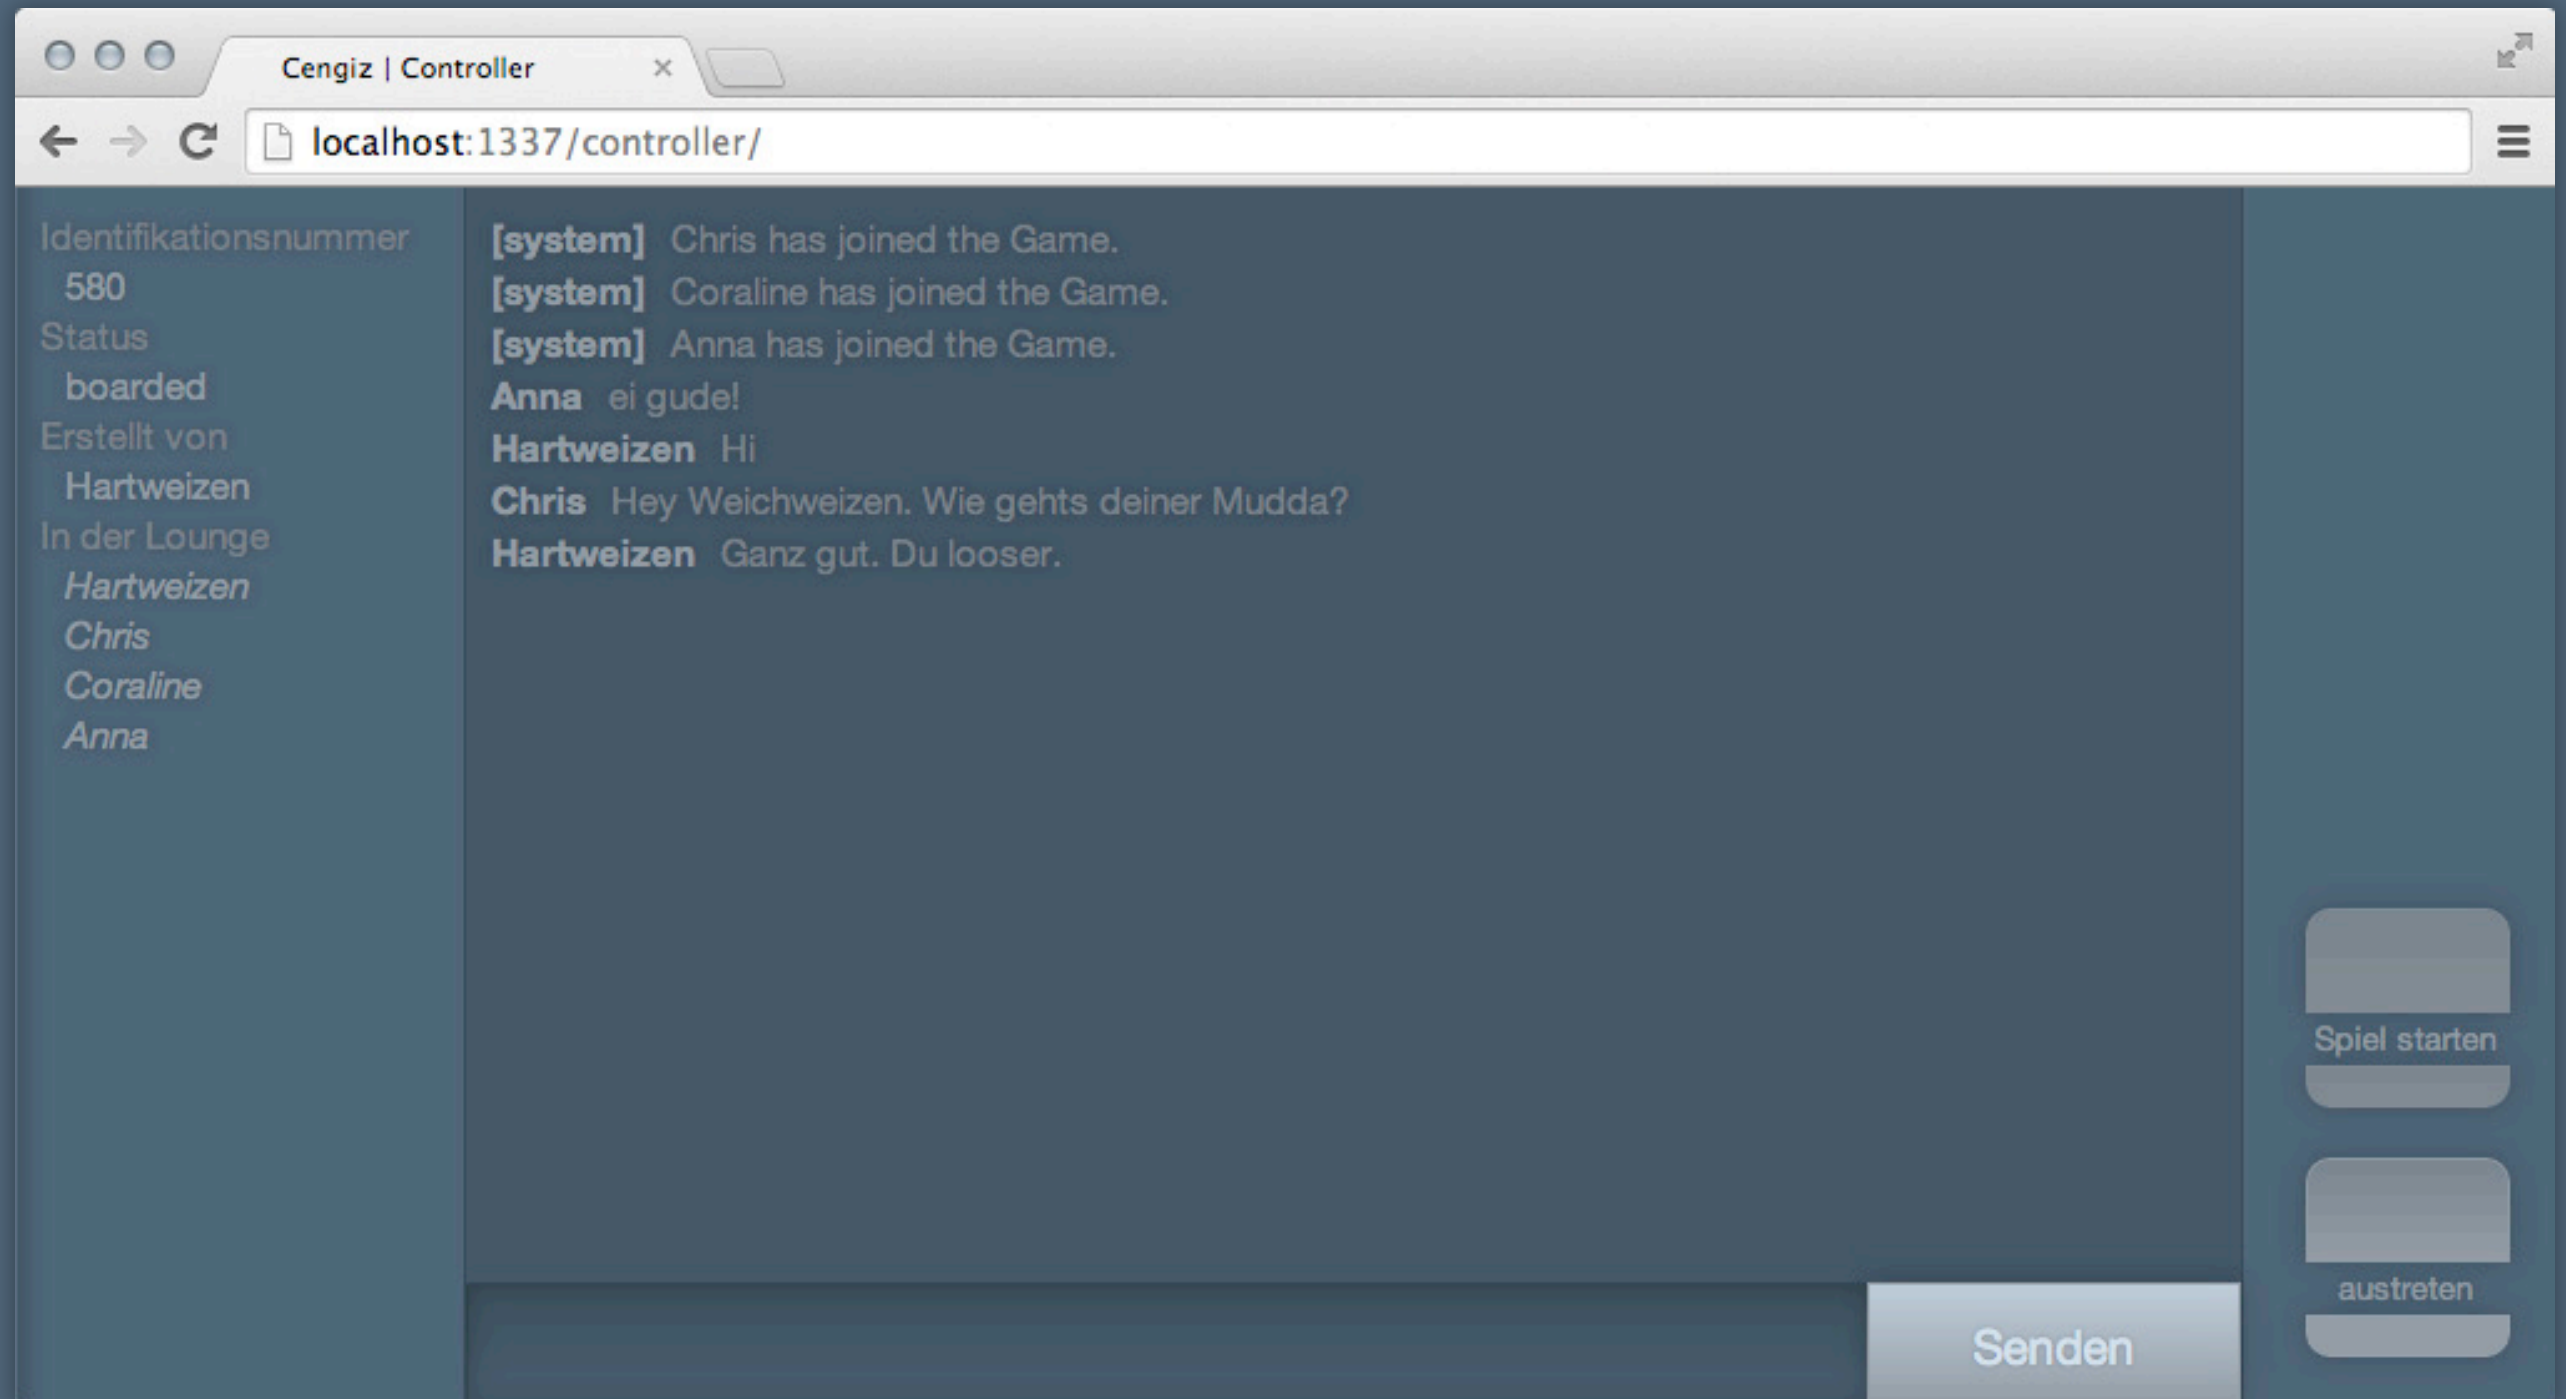 Cengiz | Controller
localhost:1337/controller/
Identifikationsnummer
580
Status
boarded
Erstellt von
Hartweizen
In der Lounge
Hartweizen
Chris
Coraline
Anna
[system] Chris has joined the Game.
[system] Coraline has joined the Game.
[system] Anna has joined the Game.
Anna ei gude!
Hartweizen Hi
Chris Hey Weichweizen. Wie gehts deiner Mudda?
Hartweizen Ganz gut. Du looser.
Senden
Spiel starten
austreten